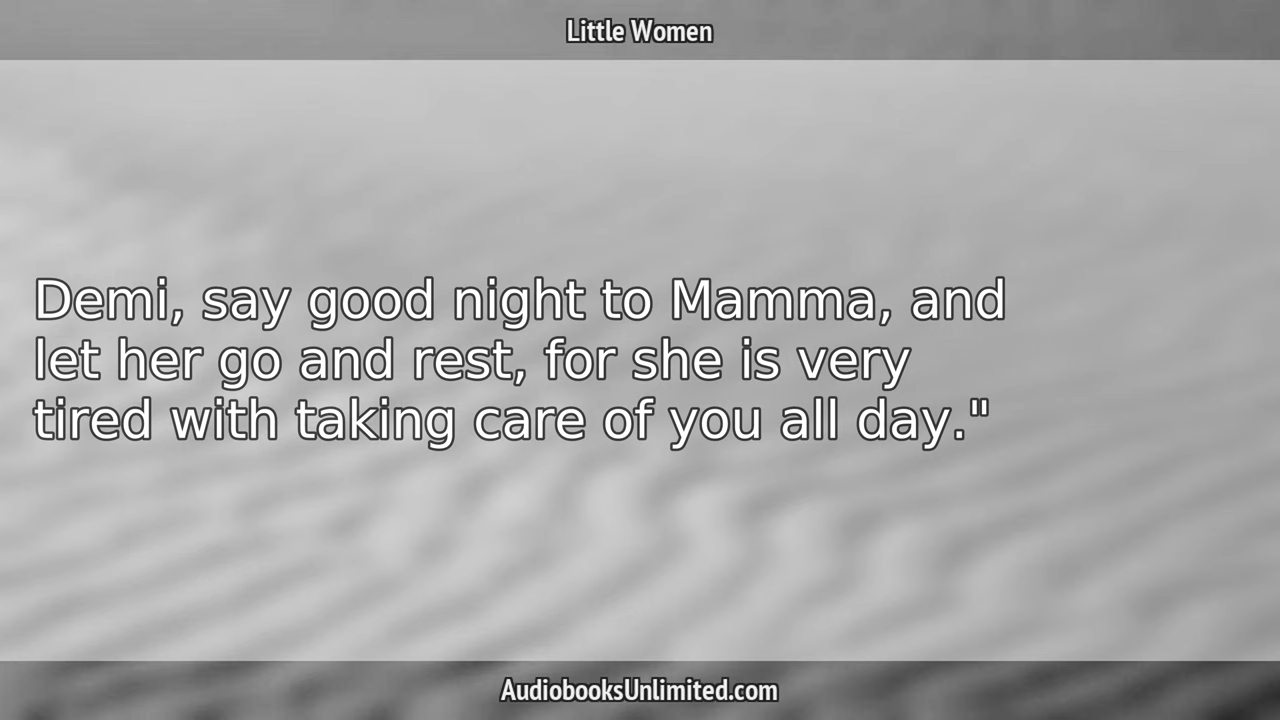 Little Women
Demi, say good night to Mamma, and
let her go and rest, for she is very
tired with taking care of you all day."
AudiobooksUnlimited.com